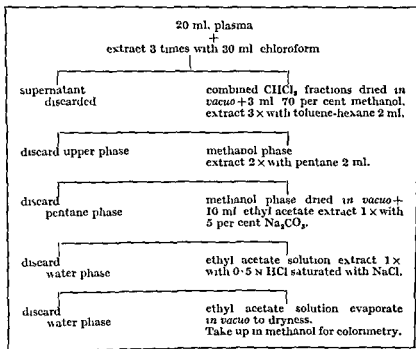 20 ml. plasma
+
extract 3 times with 30 ml chloroform
supernatant
discarded
combined CHCl, fractions dried in
vacuo+3 ml 70 per cent methanol.
extract 3 × with toluene-hexane 2 ml.
discard upper phase
methanol phase
extract 2 × with pentane 2 ml.
discard
pentane phase
methanol phase dried in vacuo+
10 ml ethyl acetate extract 1 × with
5 per cent Na₂CO₃.
discard
water phase
ethyl acetate solution extract 1 ×
with 0·5 N HCl saturated with NaCl.
discard
water phase
ethyl acetate solution evaporate
in vacuo to dryness.
Take up in methanol for colorimetry.